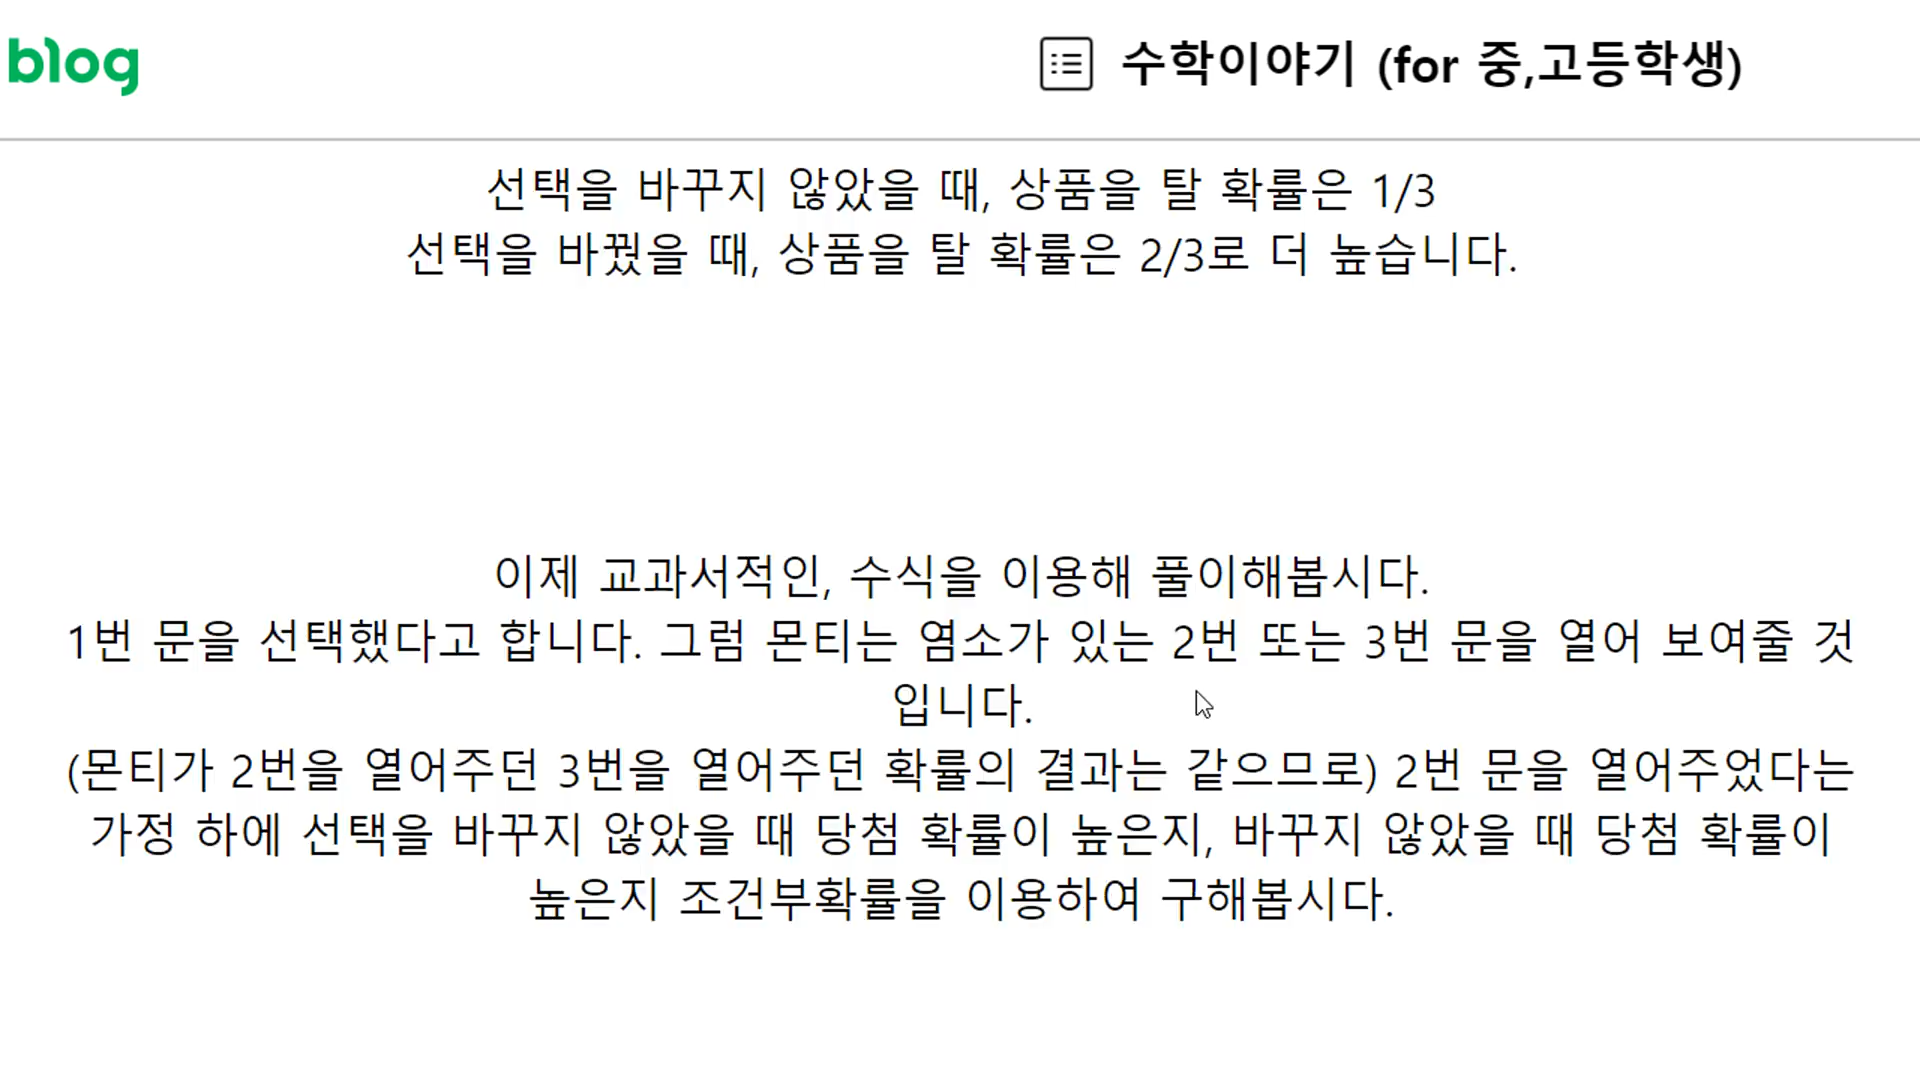 blog
수학이야기 (for 중,고등학생)
선택을 바꾸지 않았을 때, 상품을 탈 확률은 1/3
선택을 바꿨을 때, 상품을 탈 확률은 2/3로 더 높습니다.
이제 교과서적인, 수식을 이용해 풀이해봅시다.
1번 문을 선택했다고 합니다. 그럼 몬티는 염소가 있는 2번 또는 3번 문을 열어 보여줄 것
입니다.
(몬티가 2번을 열어주던 3번을 열어주던 확률의 결과는 같으므로) 2번 문을 열어주었다는
가정 하에 선택을 바꾸지 않았을 때 당첨 확률이 높은지, 바꾸지 않았을 때 당첨 확률이
높은지 조건부확률을 이용하여 구해봅시다.